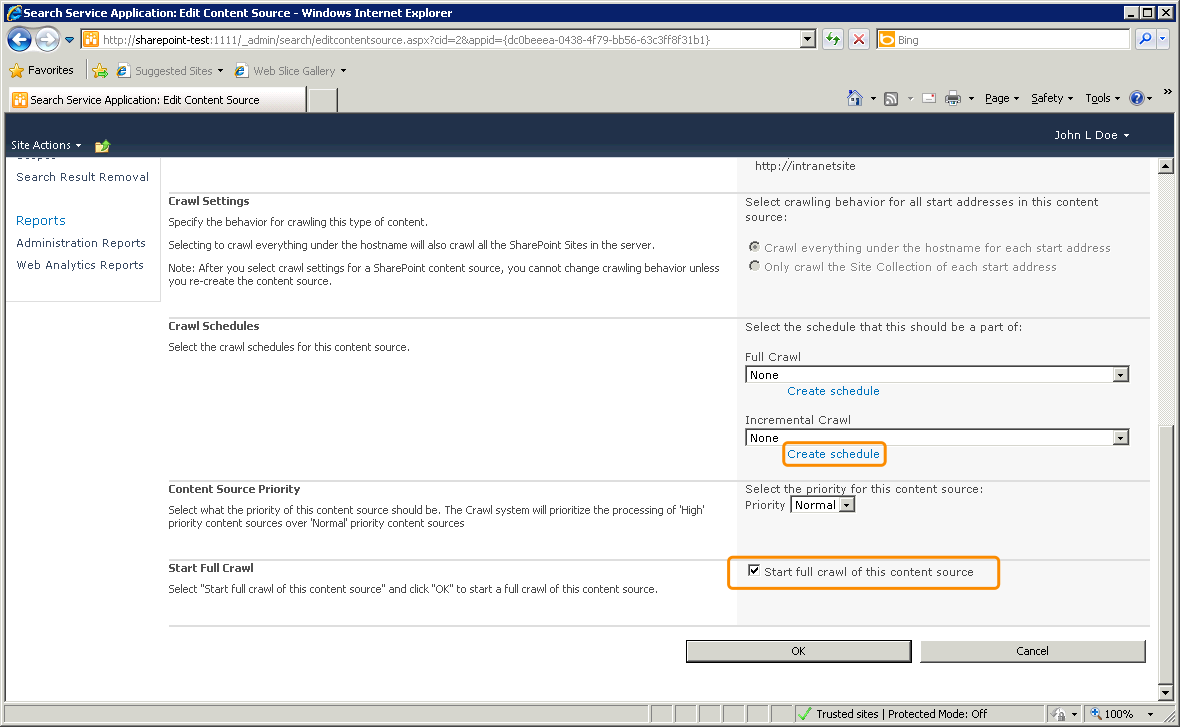 Search Service Application: Edit Content Source - Windows Internet Explorer
http://sharepoint-test:1111/_admin/search/editcontentsource.aspx?cid=2&appid={dc0beeea-0438-4f79-bb56-63c3ff8f31b1}
Bing
Favorites
Suggested Sites
Web Slice Gallery
Search Service Application: Edit Content Source
Page
Safety
Tools
Site Actions
John L Doe
Search Result Removal
Reports
Administration Reports
Web Analytics Reports
http://intranetsite
Crawl Settings
Specify the behavior for crawling this type of content.
Selecting to crawl everything under the hostname will also crawl all the SharePoint Sites in the server.
Note: After you select crawl settings for a SharePoint content source, you cannot change crawling behavior unless
you re-create the content source.
Select crawling behavior for all start addresses in this content
source:
Crawl everything under the hostname for each start address
Only crawl the Site Collection of each start address
Crawl Schedules
Select the crawl schedules for this content source.
Select the schedule that this should be a part of:
Full Crawl
None
Create schedule
Incremental Crawl
None
Create schedule
Content Source Priority
Select what the priority of this content source should be. The Crawl system will prioritize the processing of 'High'
priority content sources over 'Normal' priority content sources
Select the priority for this content source:
Priority Normal
Start Full Crawl
Select "Start full crawl of this content source" and click "OK" to start a full crawl of this content source.
Start full crawl of this content source
OK
Cancel
Trusted sites | Protected Mode: Off
100%